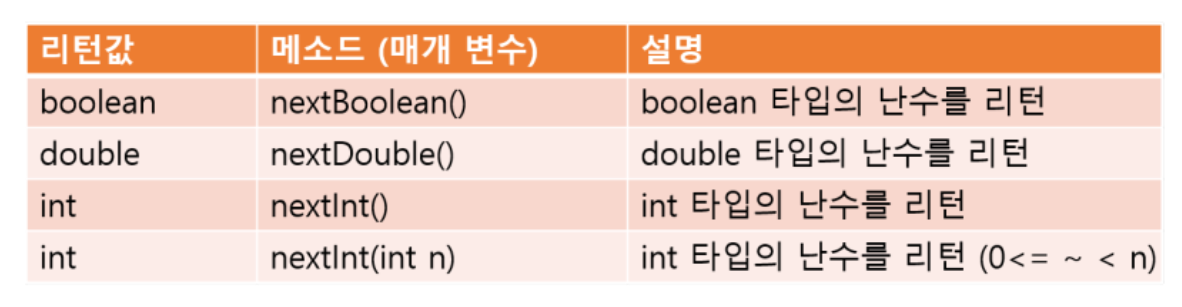 리턴값 메소드 (매개 변수) 설명
boolean nextBoolean() boolean 타입의 난수를 리턴
double nextDouble() double 타입의 난수를 리턴
int nextInt() int 타입의 난수를 리턴
int nextInt(int n) int 타입의 난수를 리턴 (0<= ~ < n)